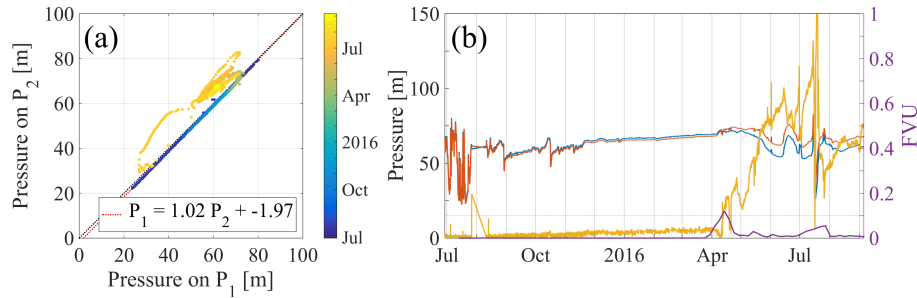 (a)
100
80
60
40
20
0
Pressure on P2 [m]
0 20 40 60 80 100
Pressure on P1 [m]
P1 = 1.02 P2 + -1.97
Jul
Apr
2016
Oct
Jul
(b)
150
100
50
0
Pressure [m]
Jul Oct 2016 Apr Jul
1
0.8
0.6
0.4
0.2
0
FVU